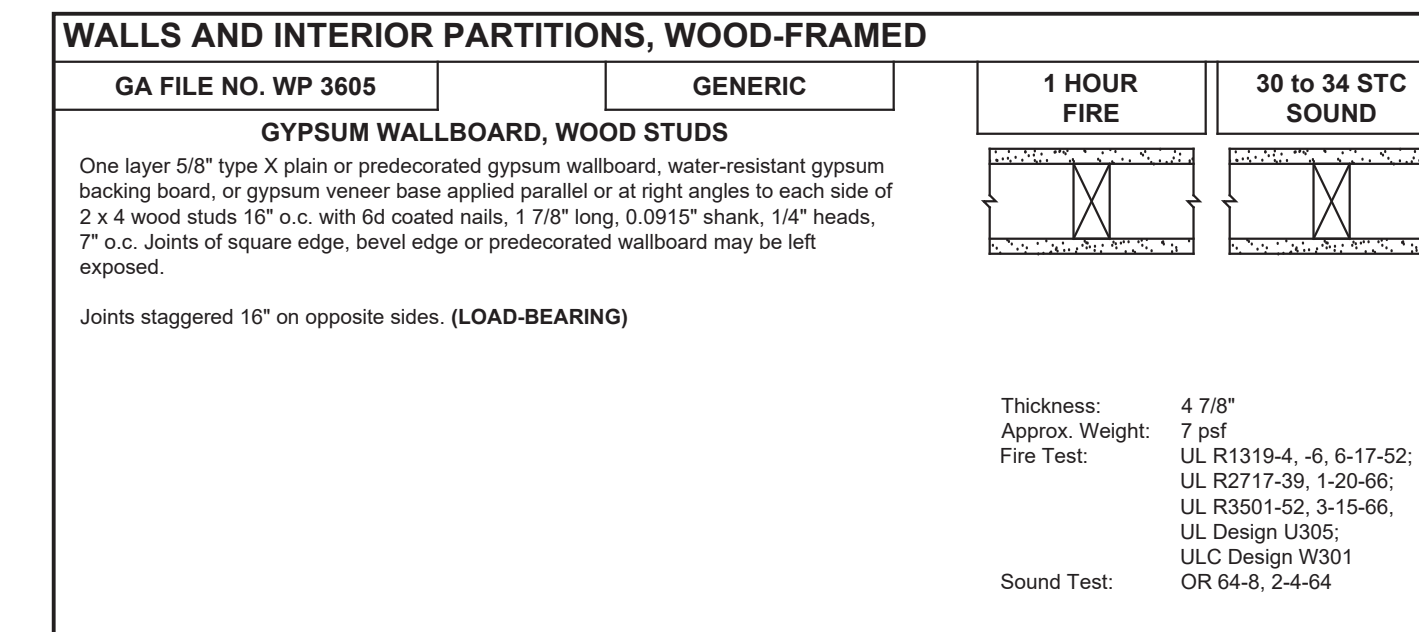 WALLS AND INTERIOR PARTITIONS, WOOD-FRAMED
GA FILE NO. WP 3605
GENERIC
1 HOUR
FIRE
30 to 34 STC
SOUND
GYPSUM WALLBOARD, WOOD STUDS
One layer 5/8" type X plain or predecorated gypsum wallboard, water-resistant gypsum
backing board, or gypsum veneer base applied parallel or at right angles to each side of
2 x 4 wood studs 16" o.c. with 6d coated nails, 1 7/8" long, 0.0915" shank, 1/4" heads,
7" o.c. Joints of square edge, bevel edge or predecorated wallboard may be left
exposed.
Joints staggered 16" on opposite sides. (LOAD-BEARING)
Thickness: 4 7/8"
Approx. Weight: 7 psf
Fire Test: UL R1319-4, -6, 6-17-52;
UL R2717-39, 1-20-66;
UL R3501-52, 3-15-66,
UL Design U305;
ULC Design W301
Sound Test: OR 64-8, 2-4-64